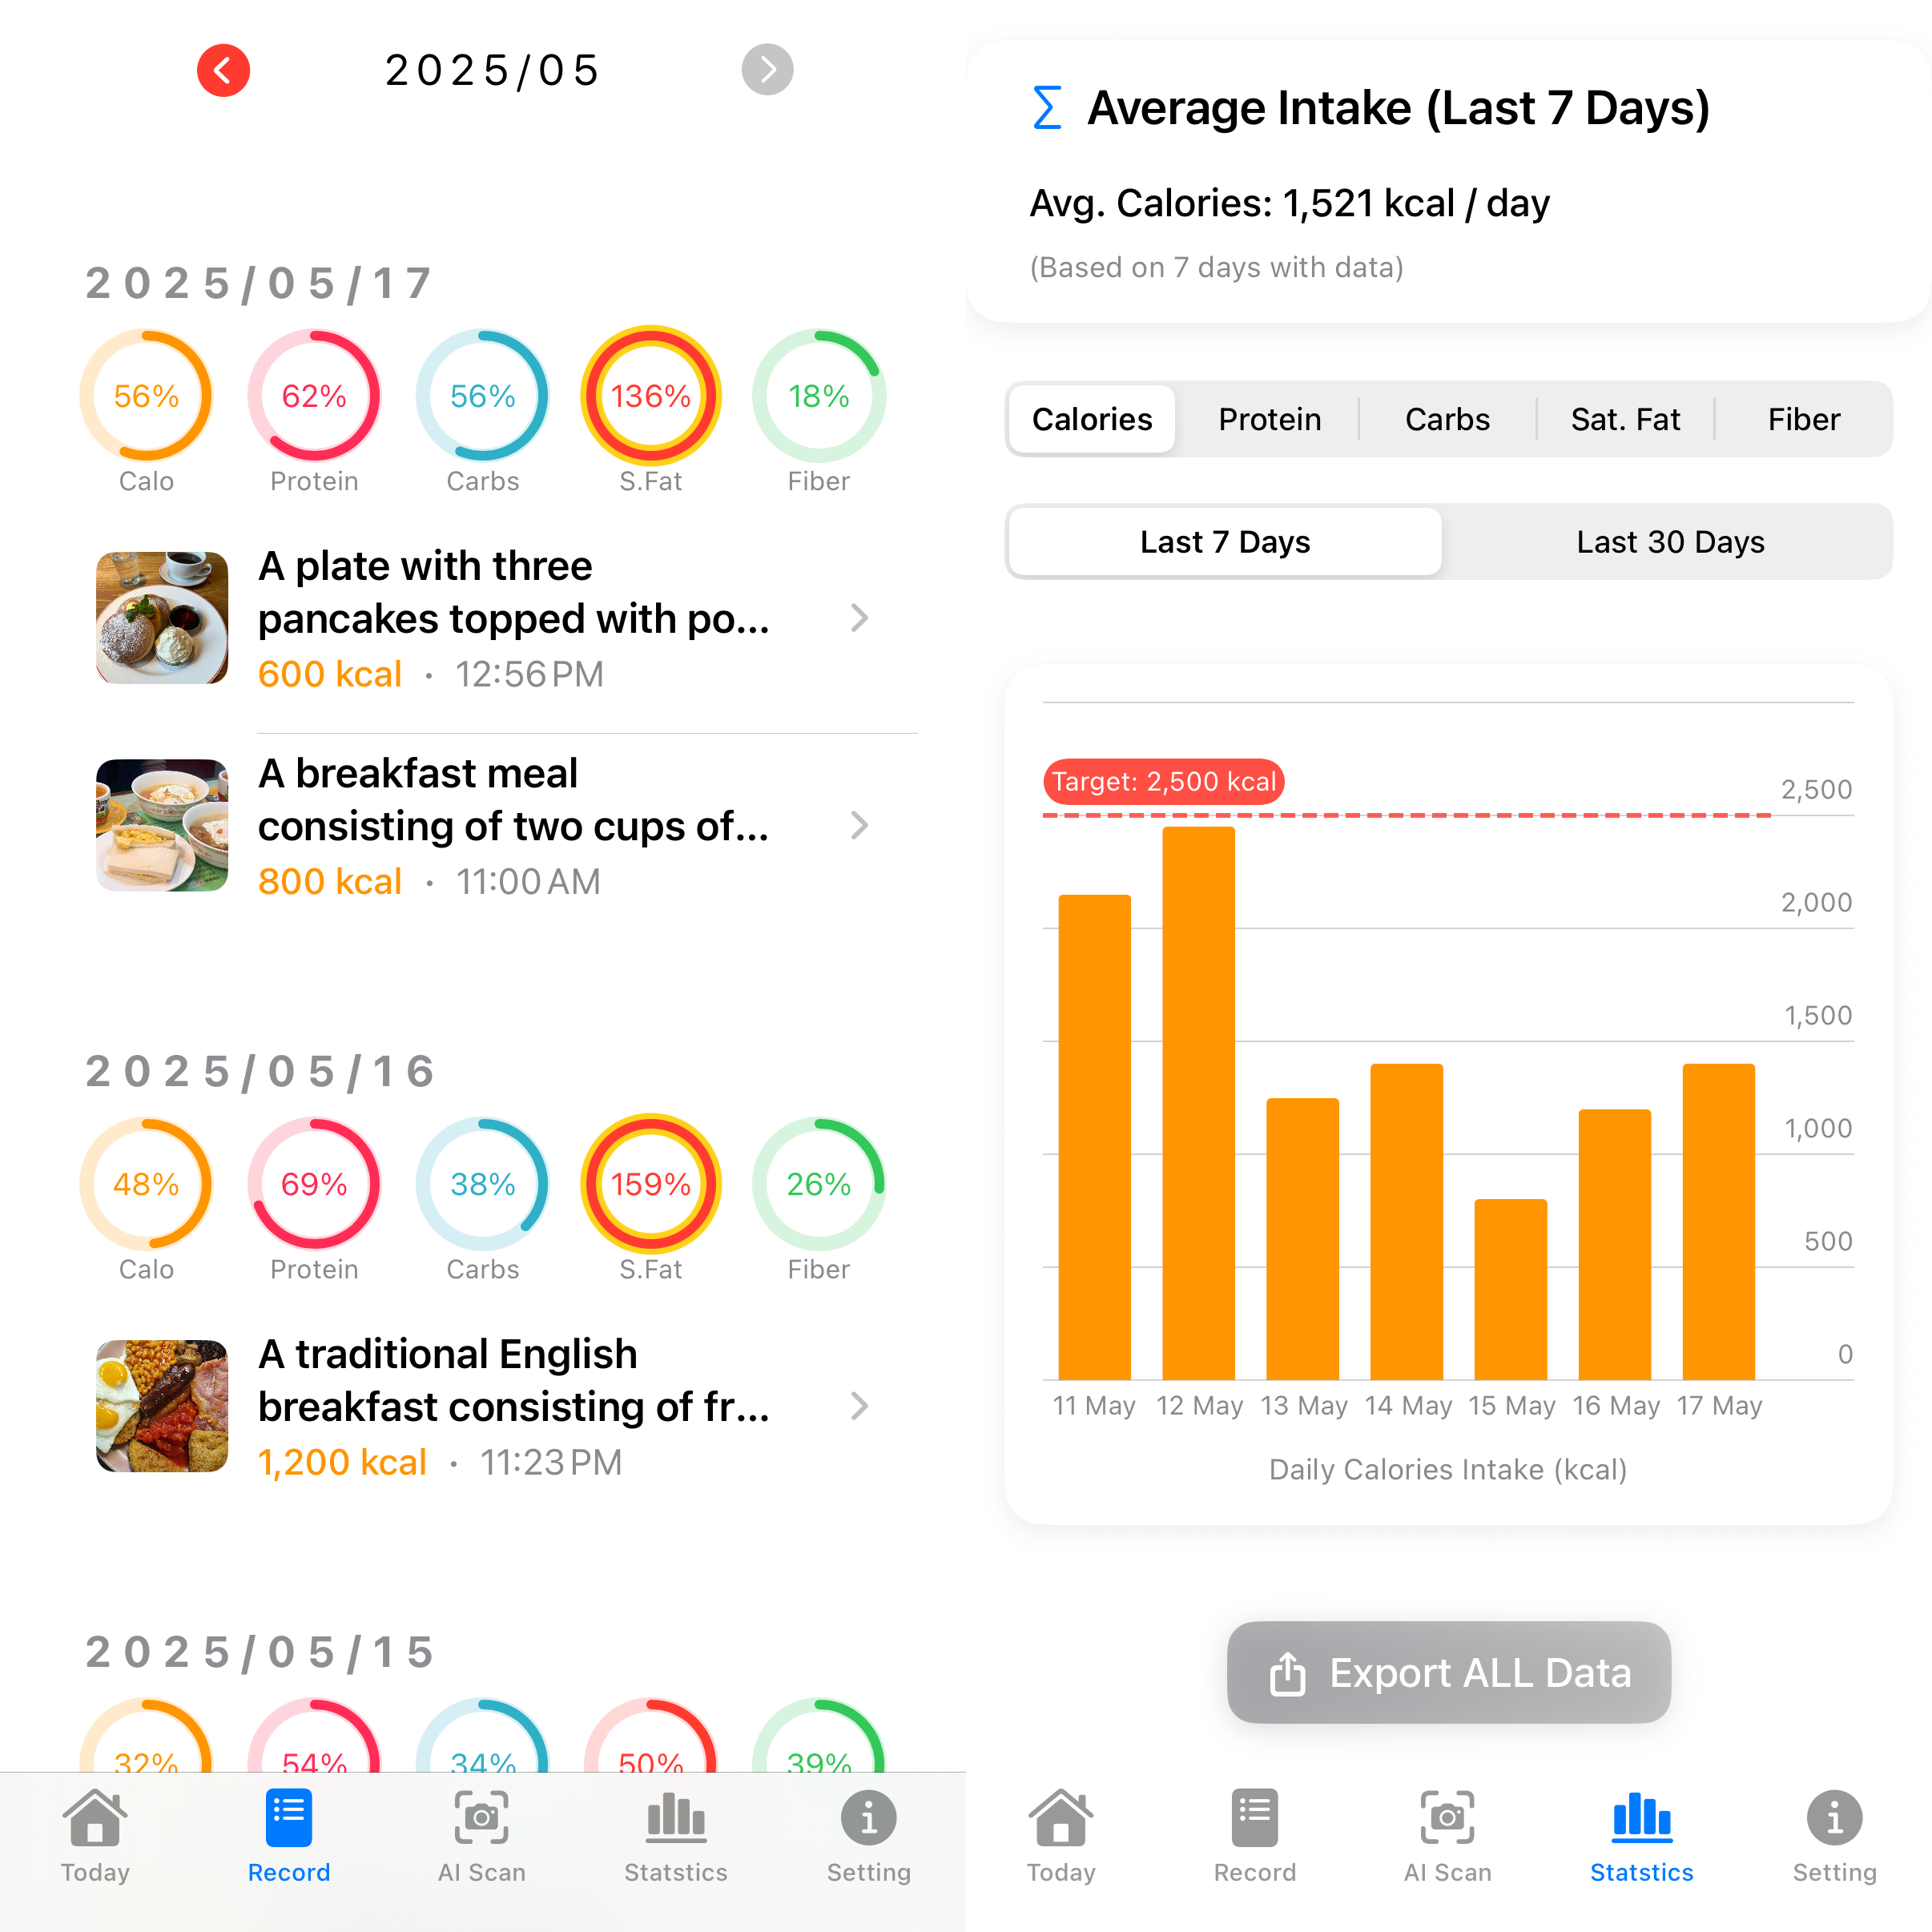 2025/05
2025/05/17
56%
62%
56%
136%
18%
Calo
Protein
Carbs
S.Fat
Fiber
A plate with three
pancakes topped with po...
600 kcal · 12:56 PM
A breakfast meal
consisting of two cups of...
800 kcal · 11:00 AM
2025/05/16
48%
69%
38%
159%
26%
Calo
Protein
Carbs
S.Fat
Fiber
A traditional English
breakfast consisting of fr...
1,200 kcal · 11:23 PM
2025/05/15
32%
54%
34%
50%
39%
Today
Record
AI Scan
Statstics
Setting
Σ Average Intake (Last 7 Days)
Avg. Calories: 1,521 kcal / day
(Based on 7 days with data)
Calories
Protein
Carbs
Sat. Fat
Fiber
Last 7 Days
Last 30 Days
Target: 2,500 kcal
2,500
2,000
1,500
1,000
500
0
11 May
12 May
13 May
14 May
15 May
16 May
17 May
Daily Calories Intake (kcal)
Export ALL Data
Today
Record
AI Scan
Statstics
Setting